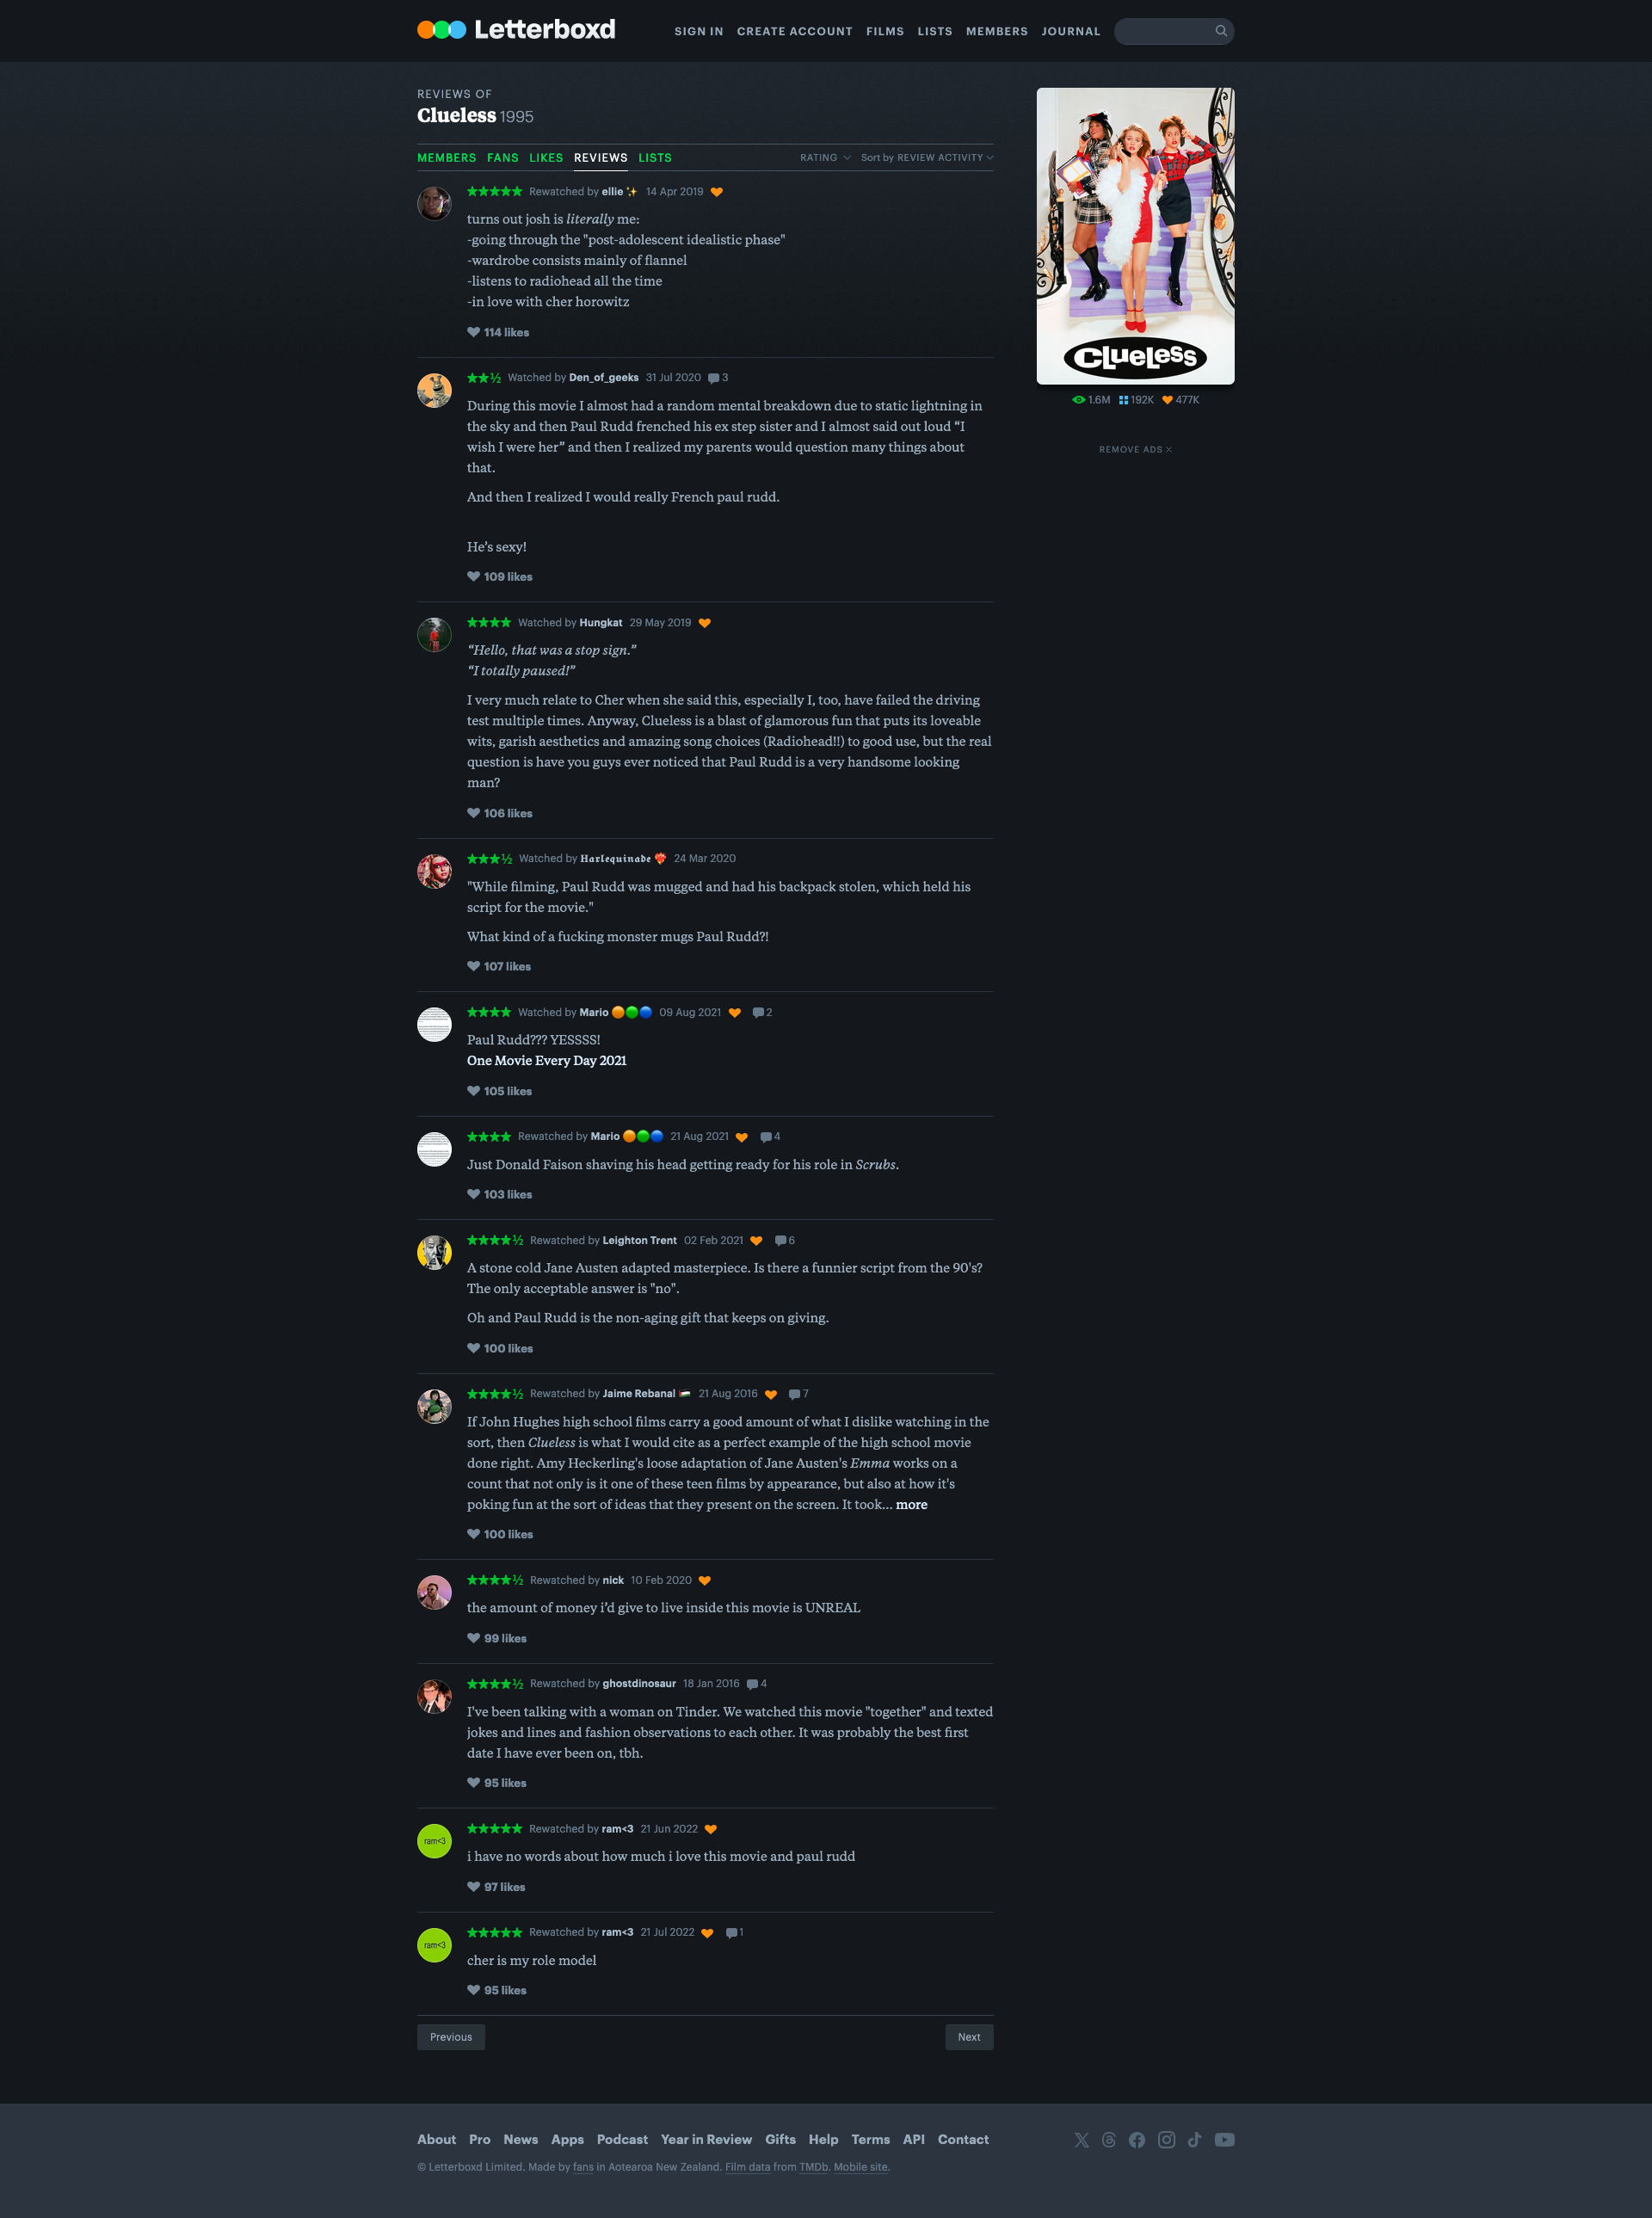 Letterboxd
SIGN IN CREATE ACCOUNT FILMS LISTS MEMBERS JOURNAL
REVIEWS OF
Clueless 1995
MEMBERS FANS LIKES REVIEWS LISTS
RATING Sort by REVIEW ACTIVITY
★★★★★ Rewatched by ellie ✨ 14 Apr 2019
turns out josh is literally me:
-going through the "post-adolescent idealistic phase"
-wardrobe consists mainly of flannel
-listens to radiohead all the time
-in love with cher horowitz
114 likes
★★½ Watched by Den_of_geeks 31 Jul 2020 3
During this movie I almost had a random mental breakdown due to static lightning in
the sky and then Paul Rudd frenched his ex step sister and I almost said out loud “I
wish I were her” and then I realized my parents would question many things about
that.
And then I realized I would really French paul rudd.
He’s sexy!
109 likes
★★★★ Watched by Hungkat 29 May 2019
“Hello, that was a stop sign.”
“I totally paused!”
I very much relate to Cher when she said this, especially I, too, have failed the driving
test multiple times. Anyway, Clueless is a blast of glamorous fun that puts its loveable
wits, garish aesthetics and amazing song choices (Radiohead!!) to good use, but the real
question is have you guys ever noticed that Paul Rudd is a very handsome looking
man?
106 likes
★★★½ Watched by 𝕳𝖆𝖗𝖑𝖊𝖖𝖚𝖎𝖓𝖆𝖇𝖊 ❤️‍🔥 24 Mar 2020
"While filming, Paul Rudd was mugged and had his backpack stolen, which held his
script for the movie."
What kind of a fucking monster mugs Paul Rudd?!
107 likes
★★★★ Watched by Mario 🟠🟢🔵 09 Aug 2021 2
Paul Rudd??? YESSSS!
One Movie Every Day 2021
105 likes
★★★★ Rewatched by Mario 🟠🟢🔵 21 Aug 2021 4
Just Donald Faison shaving his head getting ready for his role in Scrubs.
103 likes
★★★★½ Rewatched by Leighton Trent 02 Feb 2021 6
A stone cold Jane Austen adapted masterpiece. Is there a funnier script from the 90's?
The only acceptable answer is "no".
Oh and Paul Rudd is the non-aging gift that keeps on giving.
100 likes
★★★★½ Rewatched by Jaime Rebanal 🇵🇸 21 Aug 2016 7
If John Hughes high school films carry a good amount of what I dislike watching in the
sort, then Clueless is what I would cite as a perfect example of the high school movie
done right. Amy Heckerling's loose adaptation of Jane Austen's Emma works on a
count that not only is it one of these teen films by appearance, but also at how it's
poking fun at the sort of ideas that they present on the screen. It took… more
100 likes
★★★★½ Rewatched by nick 10 Feb 2020
the amount of money i’d give to live inside this movie is UNREAL
99 likes
★★★★½ Rewatched by ghostdinosaur 18 Jan 2016 4
I've been talking with a woman on Tinder. We watched this movie "together" and texted
jokes and lines and fashion observations to each other. It was probably the best first
date I have ever been on, tbh.
95 likes
ram<3
★★★★★ Rewatched by ram<3 21 Jun 2022
i have no words about how much i love this movie and paul rudd
97 likes
ram<3
★★★★★ Rewatched by ram<3 21 Jul 2022 1
cher is my role model
95 likes
Previous Next
CLUELESS
1.6M 192K 477K
REMOVE ADS
About Pro News Apps Podcast Year in Review Gifts Help Terms API Contact
© Letterboxd Limited. Made by fans in Aotearoa New Zealand. Film data from TMDb. Mobile site.